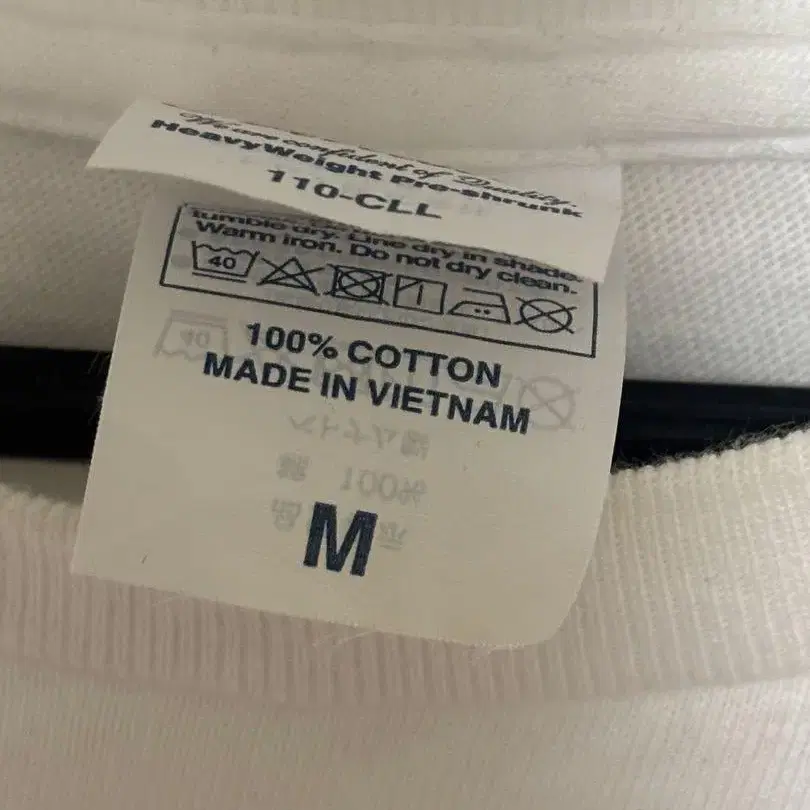 We are confident of Quality.
HeavyWeight Pre-shrunk
110-CLL
tumble dry. Line dry in shade.
Warm iron. Do not dry clean.
40
100% COTTON
MADE IN VIETNAM
M